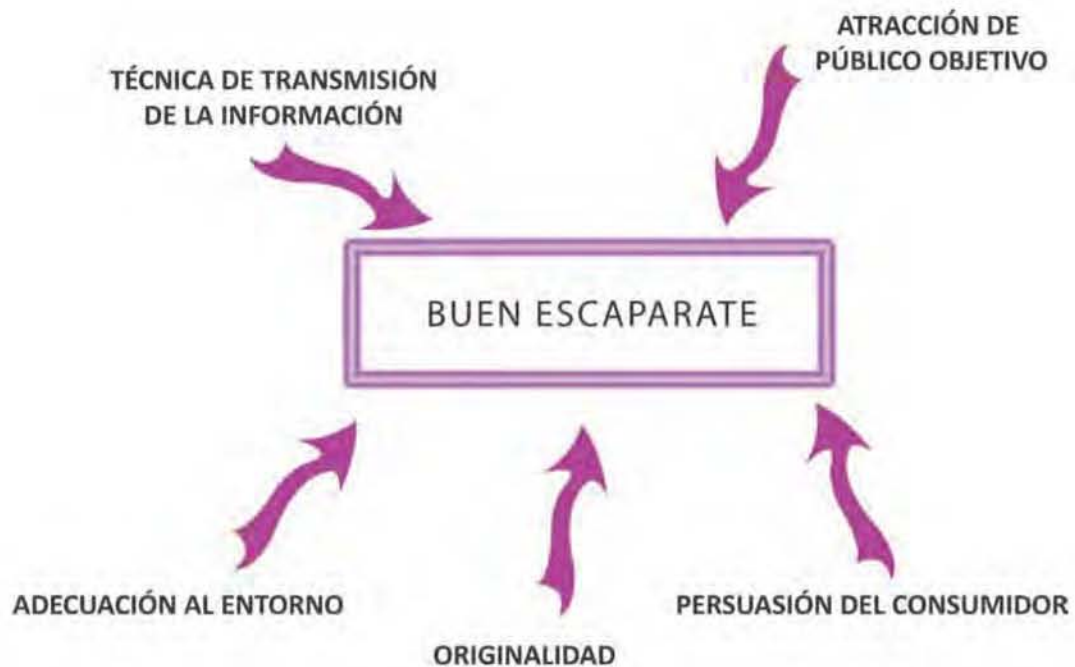 ATRACCIÓN DE
PÚBLICO OBJETIVO
TÉCNICA DE TRANSMISIÓN
DE LA INFORMACIÓN
BUEN ESCAPARATE
ADECUACIÓN AL ENTORNO
PERSUASIÓN DEL CONSUMIDOR
ORIGINALIDAD